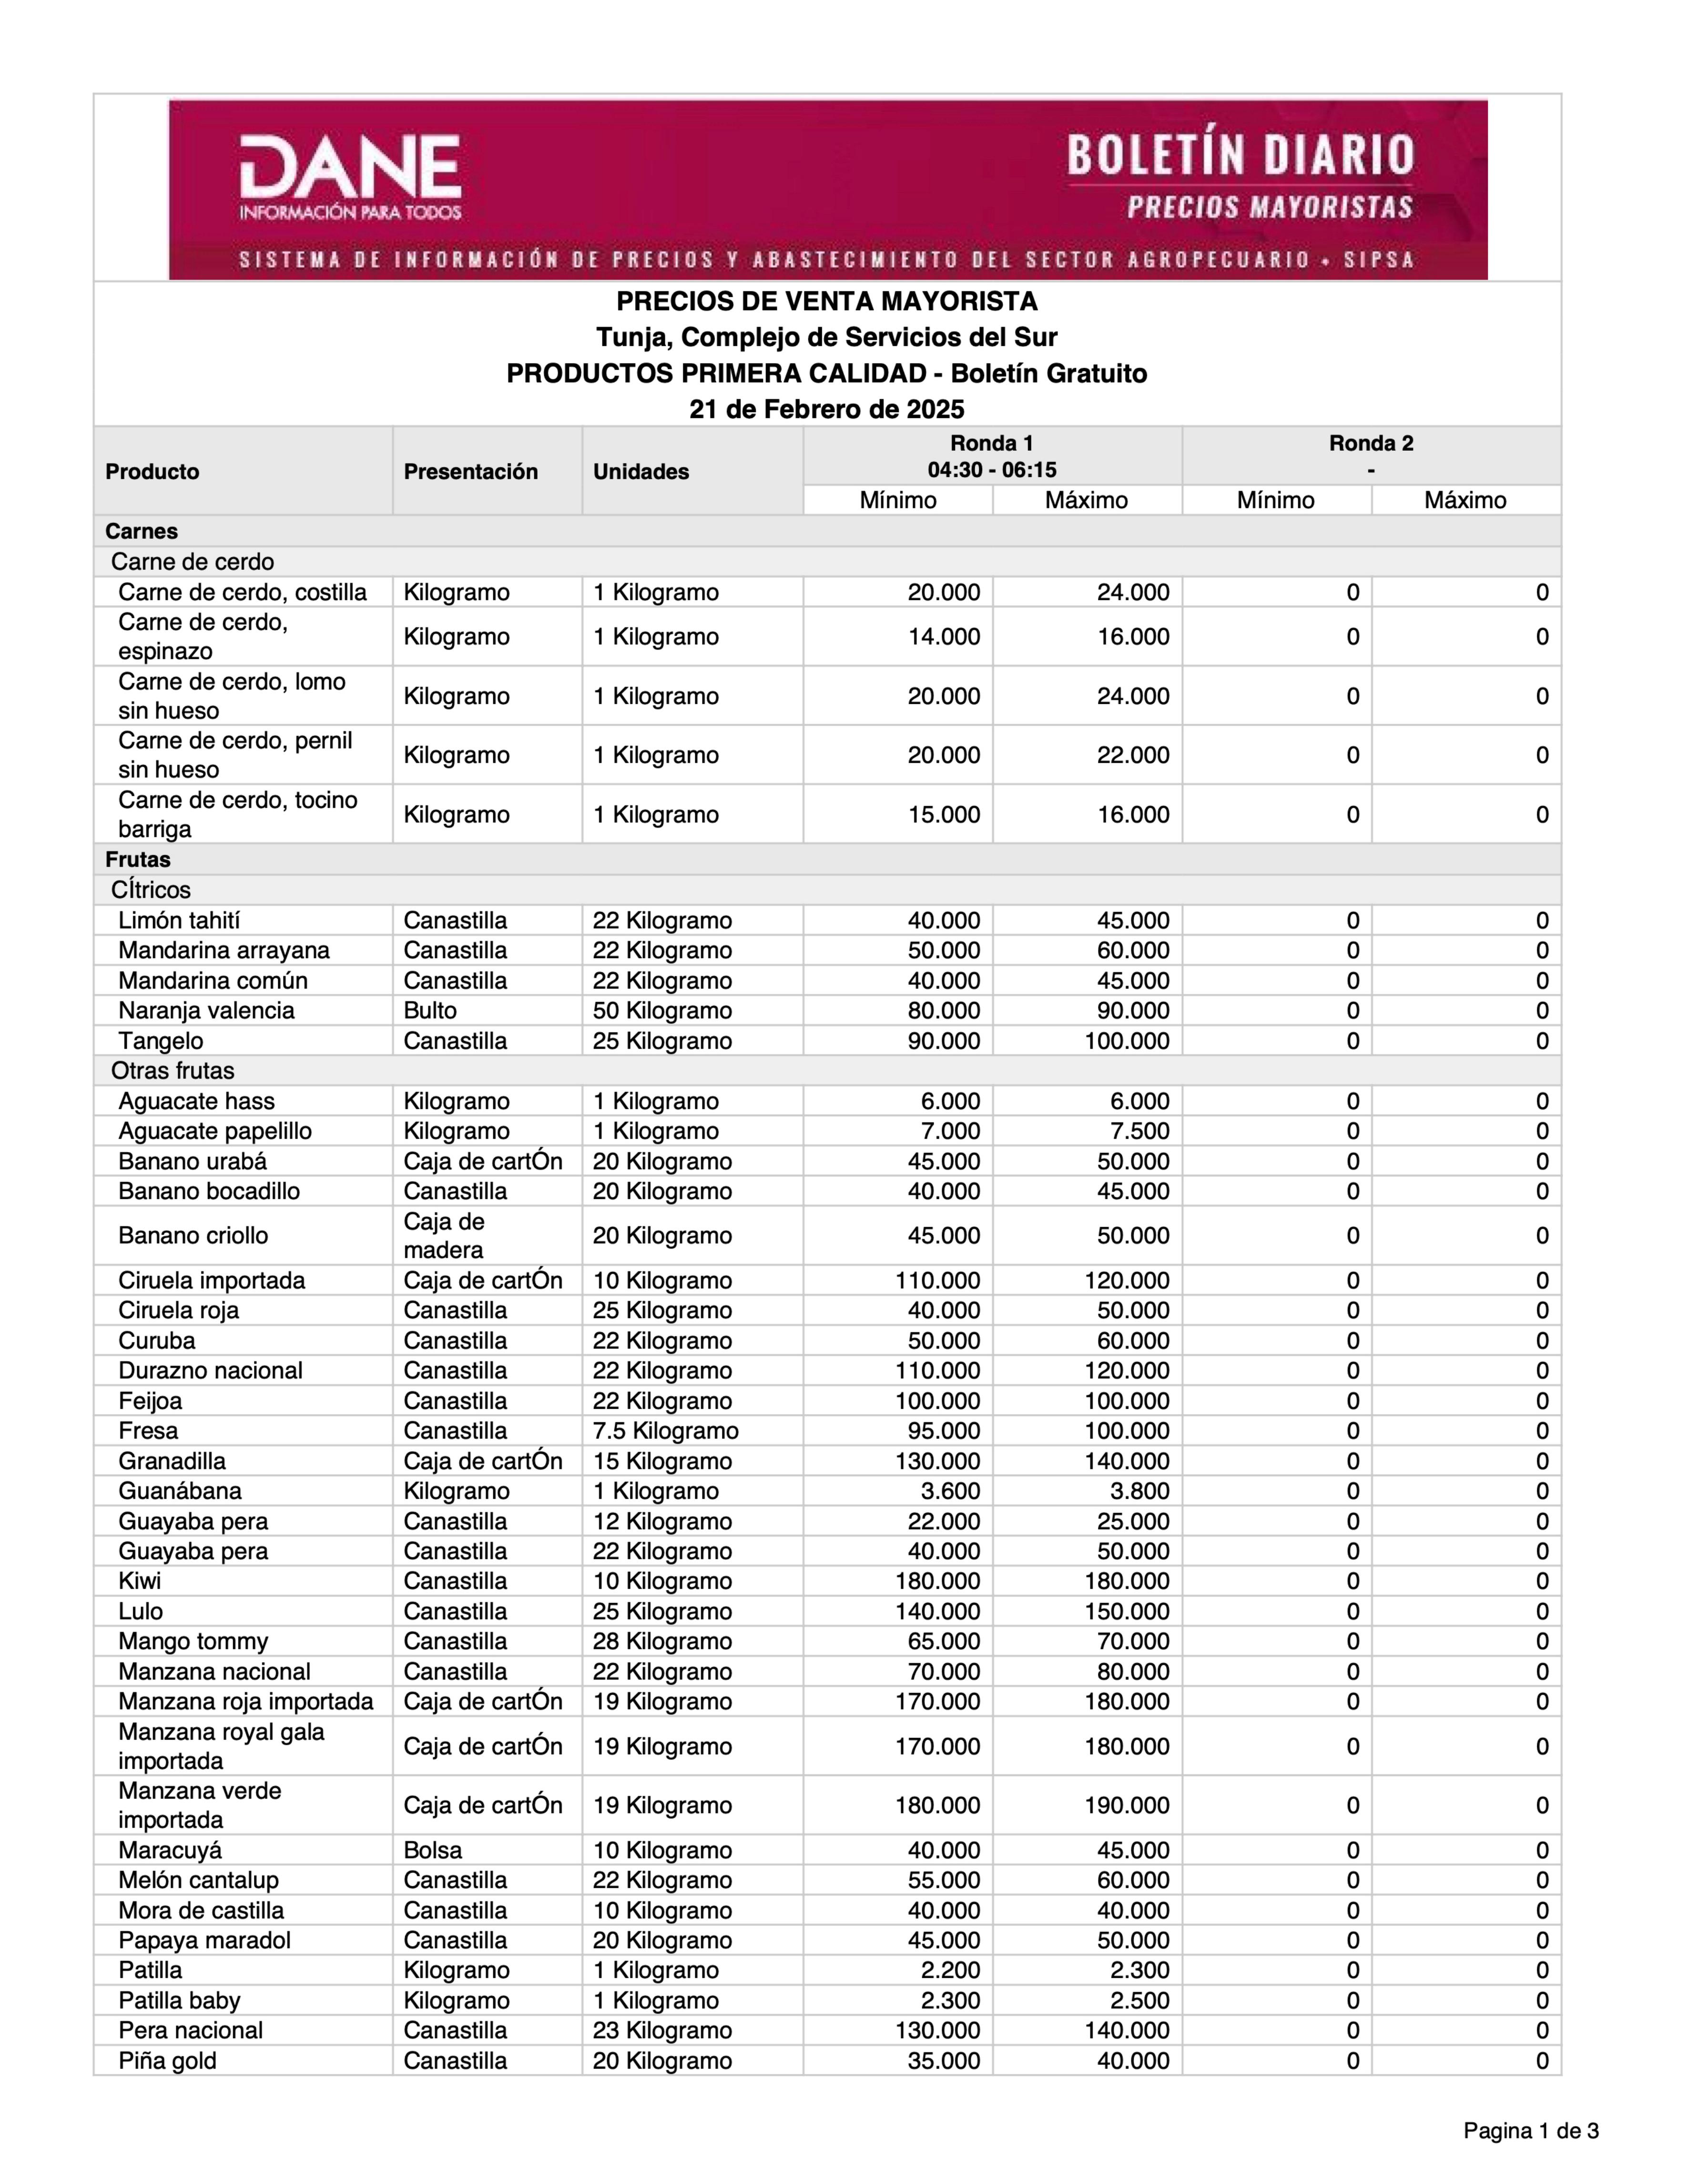 DANE
INFORMACIÓN PARA TODOS
BOLETÍN DIARIO
PRECIOS MAYORISTAS
SISTEMA DE INFORMACIÓN DE PRECIOS Y ABASTECIMIENTO DEL SECTOR AGROPECUARIO • SIPSA
PRECIOS DE VENTA MAYORISTA
Tunja, Complejo de Servicios del Sur
PRODUCTOS PRIMERA CALIDAD - Boletín Gratuito
21 de Febrero de 2025
Producto Presentación Unidades Ronda 1 Ronda 2
04:30 - 06:15 -
Mínimo Máximo Mínimo Máximo
Carnes
Carne de cerdo
Carne de cerdo, costilla Kilogramo 1 Kilogramo 20.000 24.000 0 0
Carne de cerdo,
espinazo Kilogramo 1 Kilogramo 14.000 16.000 0 0
Carne de cerdo, lomo
sin hueso Kilogramo 1 Kilogramo 20.000 24.000 0 0
Carne de cerdo, pernil
sin hueso Kilogramo 1 Kilogramo 20.000 22.000 0 0
Carne de cerdo, tocino
barriga Kilogramo 1 Kilogramo 15.000 16.000 0 0
Frutas
CÍtricos
Limón tahití Canastilla 22 Kilogramo 40.000 45.000 0 0
Mandarina arrayana Canastilla 22 Kilogramo 50.000 60.000 0 0
Mandarina común Canastilla 22 Kilogramo 40.000 45.000 0 0
Naranja valencia Bulto 50 Kilogramo 80.000 90.000 0 0
Tangelo Canastilla 25 Kilogramo 90.000 100.000 0 0
Otras frutas
Aguacate hass Kilogramo 1 Kilogramo 6.000 6.000 0 0
Aguacate papelillo Kilogramo 1 Kilogramo 7.000 7.500 0 0
Banano urabá Caja de cartÓn 20 Kilogramo 45.000 50.000 0 0
Banano bocadillo Canastilla 20 Kilogramo 40.000 45.000 0 0
Banano criollo Caja de
madera 20 Kilogramo 45.000 50.000 0 0
Ciruela importada Caja de cartÓn 10 Kilogramo 110.000 120.000 0 0
Ciruela roja Canastilla 25 Kilogramo 40.000 50.000 0 0
Curuba Canastilla 22 Kilogramo 50.000 60.000 0 0
Durazno nacional Canastilla 22 Kilogramo 110.000 120.000 0 0
Feijoa Canastilla 22 Kilogramo 100.000 100.000 0 0
Fresa Canastilla 7.5 Kilogramo 95.000 100.000 0 0
Granadilla Caja de cartÓn 15 Kilogramo 130.000 140.000 0 0
Guanábana Kilogramo 1 Kilogramo 3.600 3.800 0 0
Guayaba pera Canastilla 12 Kilogramo 22.000 25.000 0 0
Guayaba pera Canastilla 22 Kilogramo 40.000 50.000 0 0
Kiwi Canastilla 10 Kilogramo 180.000 180.000 0 0
Lulo Canastilla 25 Kilogramo 140.000 150.000 0 0
Mango tommy Canastilla 28 Kilogramo 65.000 70.000 0 0
Manzana nacional Canastilla 22 Kilogramo 70.000 80.000 0 0
Manzana roja importada Caja de cartÓn 19 Kilogramo 170.000 180.000 0 0
Manzana royal gala
importada Caja de cartÓn 19 Kilogramo 170.000 180.000 0 0
Manzana verde
importada Caja de cartÓn 19 Kilogramo 180.000 190.000 0 0
Maracuyá Bolsa 10 Kilogramo 40.000 45.000 0 0
Melón cantalup Canastilla 22 Kilogramo 55.000 60.000 0 0
Mora de castilla Canastilla 10 Kilogramo 40.000 40.000 0 0
Papaya maradol Canastilla 20 Kilogramo 45.000 50.000 0 0
Patilla Kilogramo 1 Kilogramo 2.200 2.300 0 0
Patilla baby Kilogramo 1 Kilogramo 2.300 2.500 0 0
Pera nacional Canastilla 23 Kilogramo 130.000 140.000 0 0
Piña gold Canastilla 20 Kilogramo 35.000 40.000 0 0
Pagina 1 de 3